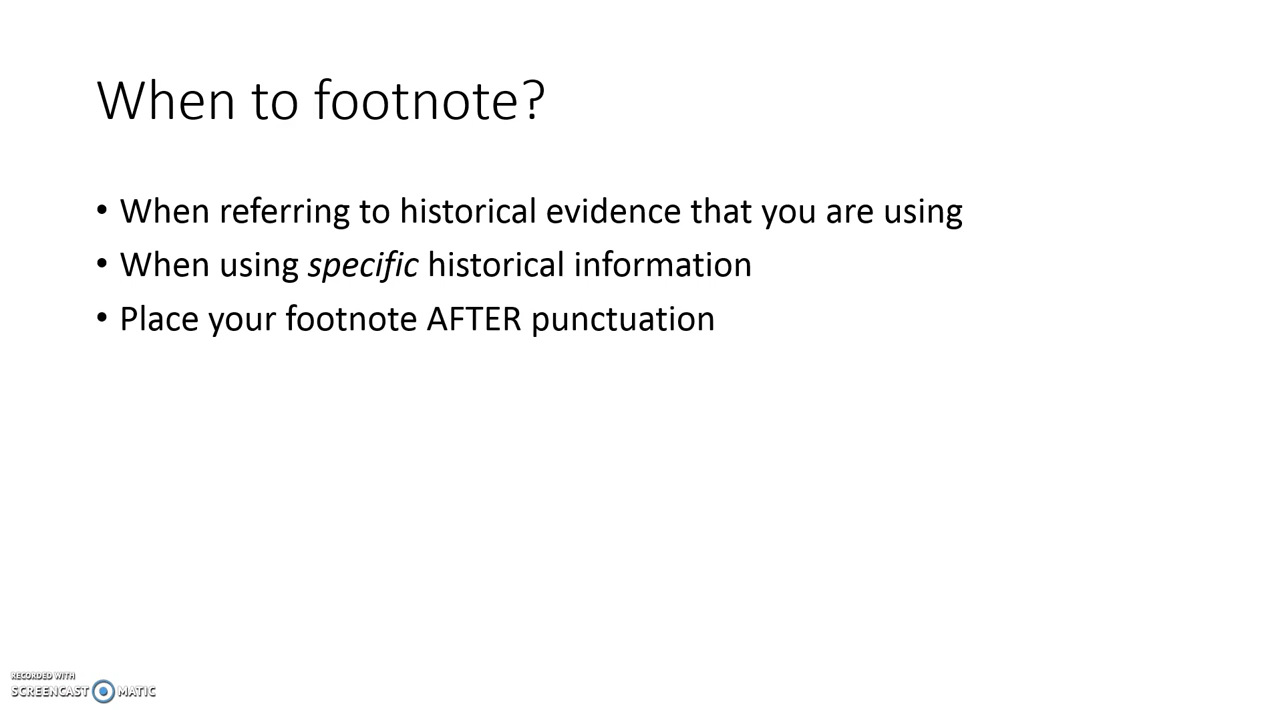 When to footnote?
• When referring to historical evidence that you are using
• When using specific historical information
• Place your footnote AFTER punctuation
RECORDED WITH
SCREENCAST MATIC